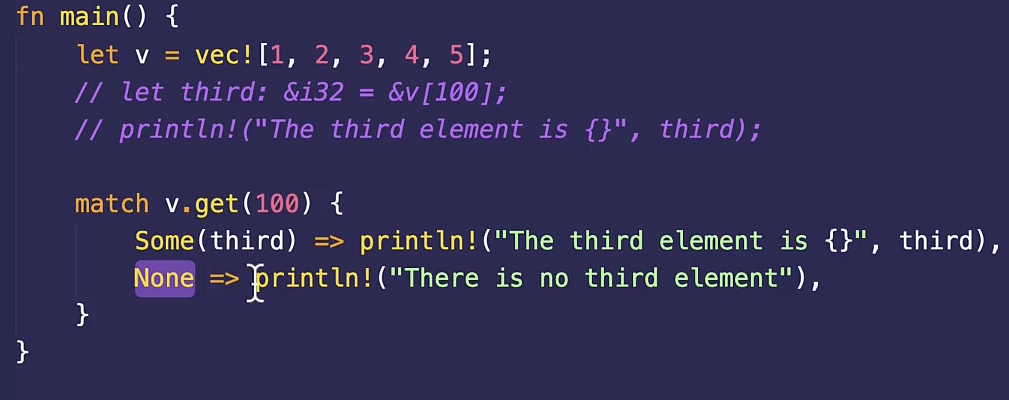 fn main() {
    let v = vec![1, 2, 3, 4, 5];
    // let third: &i32 = &v[100];
    // println!("The third element is {}", third);

    match v.get(100) {
        Some(third) => println!("The third element is {}", third),
        None => println!("There is no third element"),
    }
}